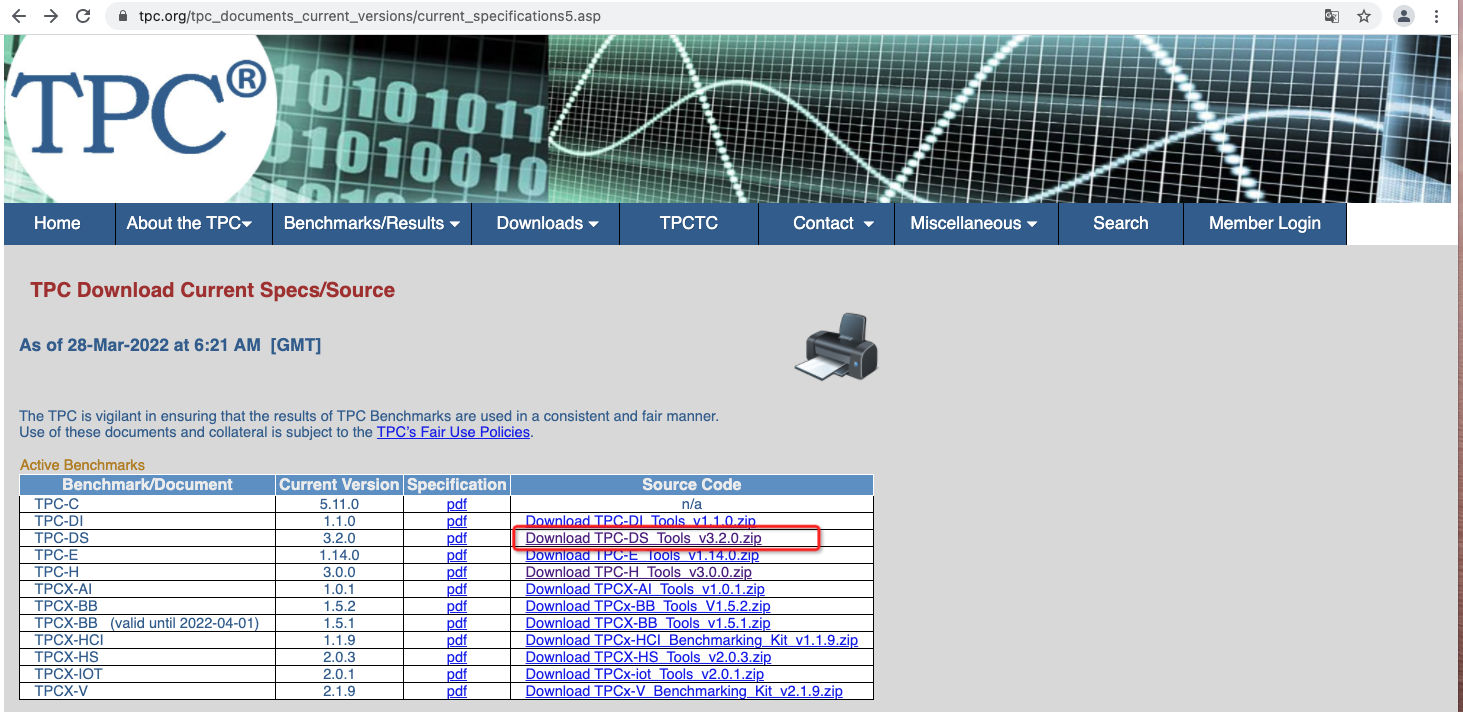 tpc.org/tpc_documents_current_versions/current_specifications5.asp
TPC®
01010101
01010010
Home About the TPC Benchmarks/Results Downloads TPCTC Contact Miscellaneous Search Member Login
TPC Download Current Specs/Source
As of 28-Mar-2022 at 6:21 AM [GMT]
The TPC is vigilant in ensuring that the results of TPC Benchmarks are used in a consistent and fair manner.
Use of these documents and collateral is subject to the TPC's Fair Use Policies.
Active Benchmarks
Benchmark/Document Current Version Specification Source Code
TPC-C 5.11.0 pdf n/a
TPC-DI 1.1.0 pdf Download TPC-DI_Tools_v1.1.0.zip
TPC-DS 3.2.0 pdf Download TPC-DS_Tools_v3.2.0.zip
TPC-E 1.14.0 pdf Download TPC-E_Tools_v1.14.0.zip
TPC-H 3.0.0 pdf Download TPC-H_Tools_v3.0.0.zip
TPCX-AI 1.0.1 pdf Download TPCX-AI_Tools_v1.0.1.zip
TPCX-BB 1.5.2 pdf Download TPCx-BB_Tools_V1.5.2.zip
TPCX-BB (valid until 2022-04-01) 1.5.1 pdf Download TPCX-BB_Tools_v1.5.1.zip
TPCX-HCI 1.1.9 pdf Download TPCx-HCI_Benchmarking_Kit_v1.1.9.zip
TPCX-HS 2.0.3 pdf Download TPCX-HS_Tools_v2.0.3.zip
TPCX-IOT 2.0.1 pdf Download TPCx-iot_Tools_v2.0.1.zip
TPCX-V 2.1.9 pdf Download TPCx-V_Benchmarking_Kit_v2.1.9.zip